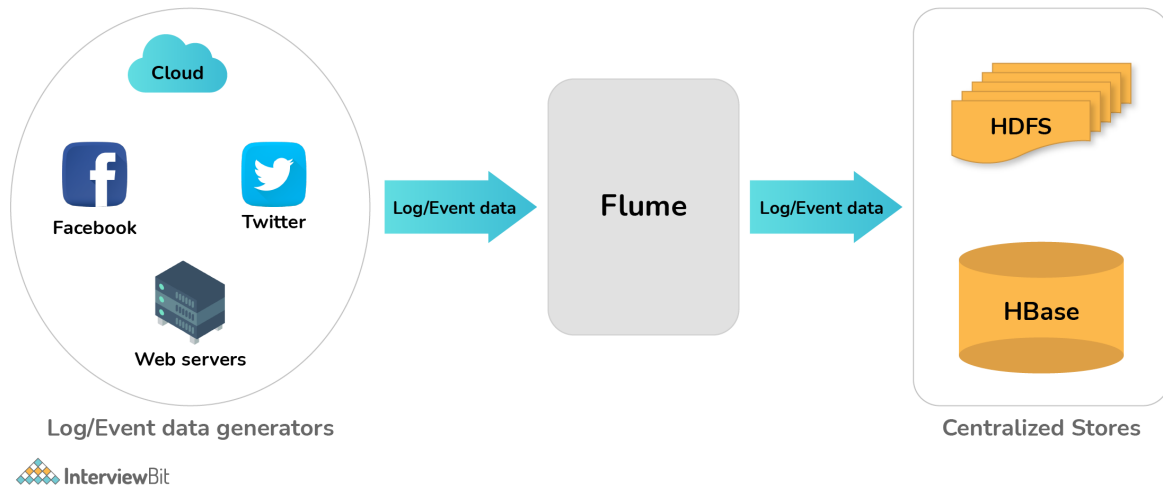 Cloud
Facebook
Twitter
Web servers
Log/Event data generators
Log/Event data
Flume
Log/Event data
HDFS
HBase
Centralized Stores
InterviewBit